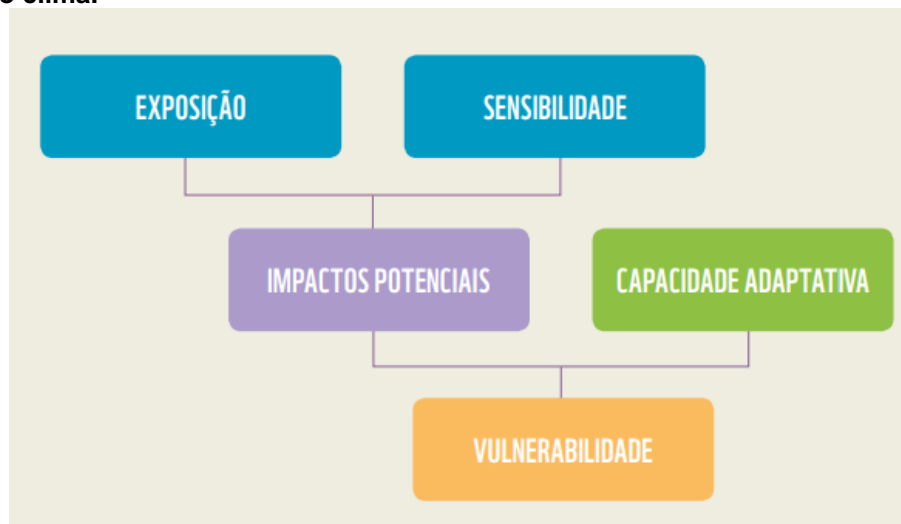 EXPOSIÇÃO
SENSIBILIDADE
IMPACTOS POTENCIAIS
CAPACIDADE ADAPTATIVA
VULNERABILIDADE